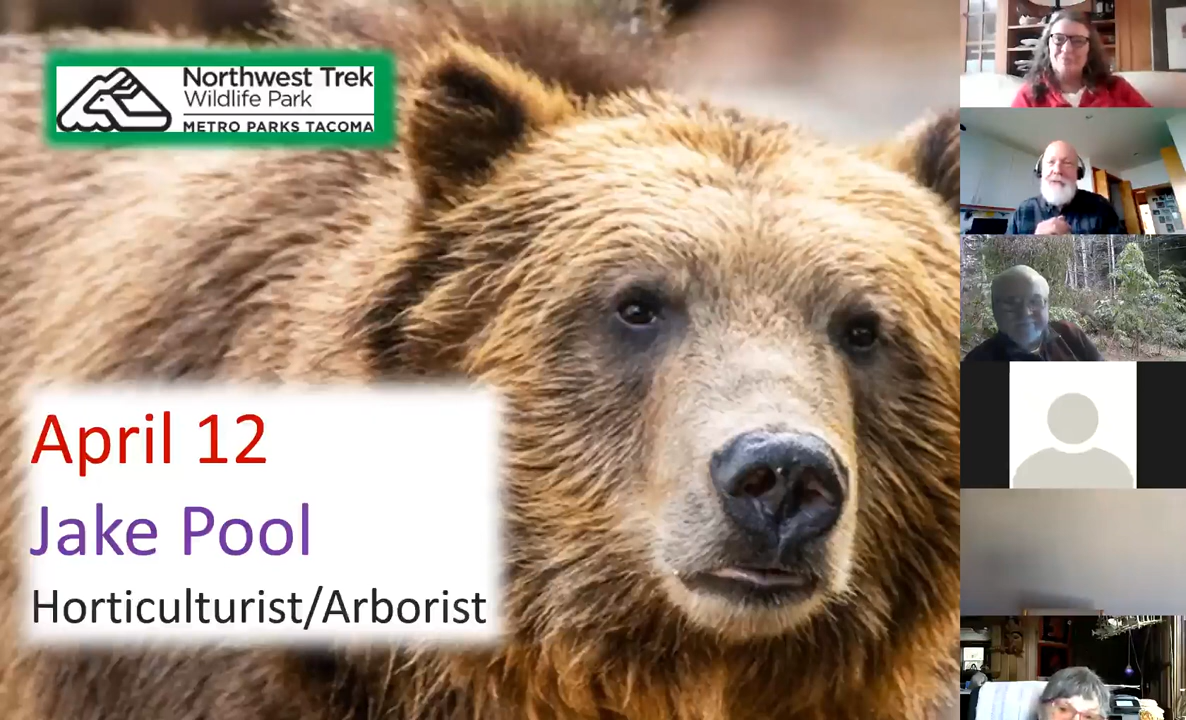 Northwest Trek
Wildlife Park
METRO PARKS TACOMA
April 12
Jake Pool
Horticulturist/Arborist